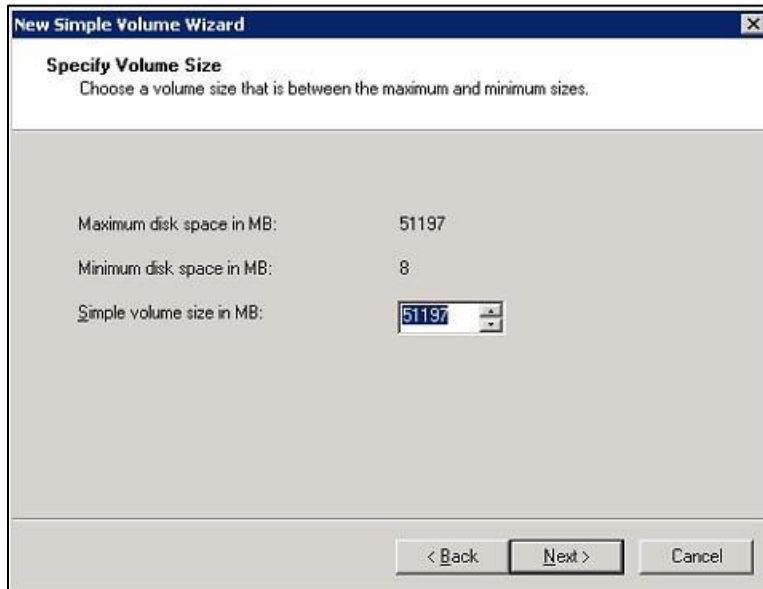 New Simple Volume Wizard
Specify Volume Size
Choose a volume size that is between the maximum and minimum sizes.
Maximum disk space in MB: 51197
Minimum disk space in MB: 8
Simple volume size in MB: 51197
< Back Next > Cancel